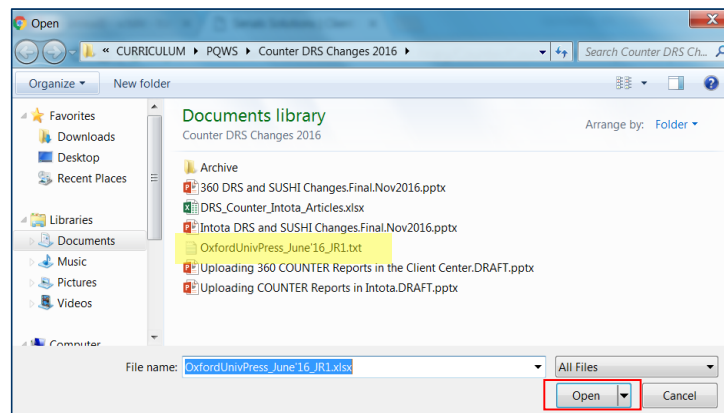 Open
« CURRICULUM ▸ PQWS ▸ Counter DRS Changes 2016 ▸
Search Counter DRS Ch...
Organize ▾ New folder
Favorites
Downloads
Desktop
Recent Places
Libraries
Documents
Music
Pictures
Videos
Computer
Documents library
Counter DRS Changes 2016
Arrange by: Folder ▾
Archive
360 DRS and SUSHI Changes.Final.Nov2016.pptx
DRS_Counter_Intota_Articles.xlsx
Intota DRS and SUSHI Changes.Final.Nov2016.pptx
OxfordUnivPress_June'16_JR1.txt
Uploading 360 COUNTER Reports in the Client Center.DRAFT.pptx
Uploading COUNTER Reports in Intota.DRAFT.pptx
File name: OxfordUnivPress_June'16_JR1.xlsx
All Files
Open
Cancel